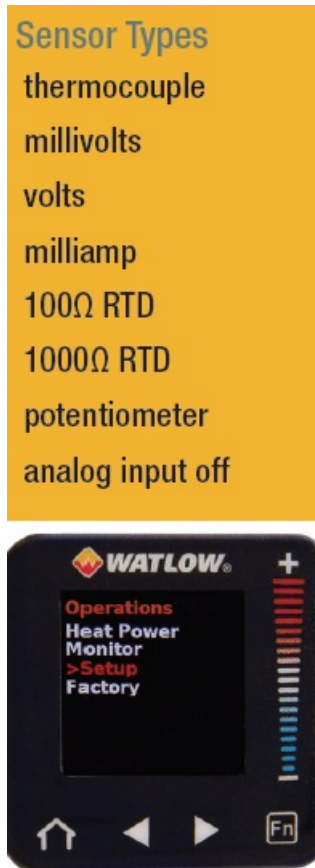 Sensor Types
thermocouple
millivolts
volts
milliamp
100Ω RTD
1000Ω RTD
potentiometer
analog input off
WATLOW®
+
Operations
Heat Power
Monitor
>Setup
Factory
Fn